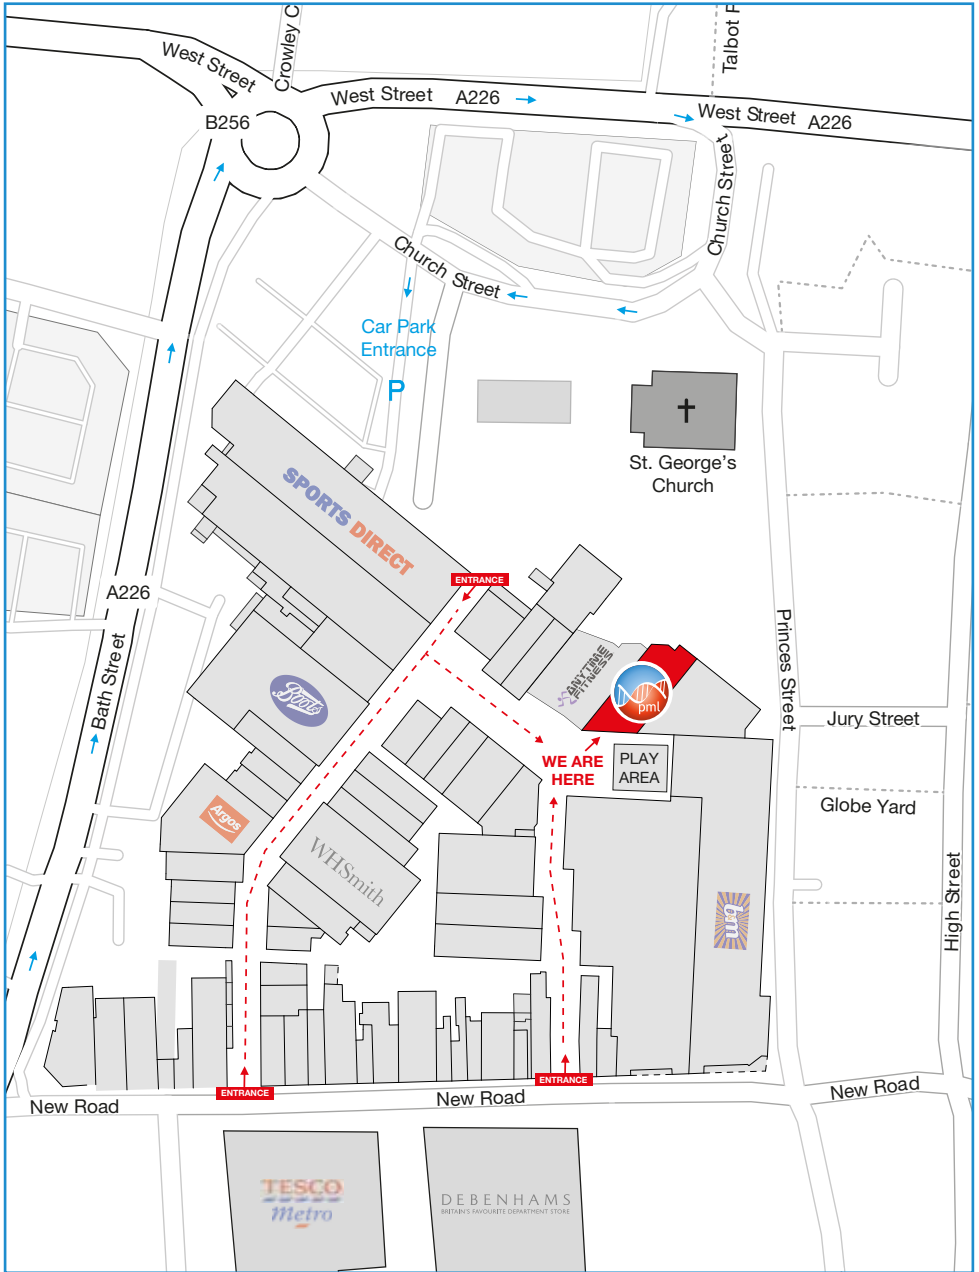 Crowley C
Talbot F
West Street
West Street A226
West Street A226
B256
Church Street
Church Street
Car Park
Entrance
P
St. George's
Church
SPORTS DIRECT
ENTRANCE
A226
Bath Street
Princes Street
ANYTIME
FITNESS
pml
Boots
Jury Street
WE ARE
HERE
PLAY
AREA
Globe Yard
Argos
WHSmith
bm
High Street
ENTRANCE
ENTRANCE
New Road
New Road
New Road
TESCO
Metro
DEBENHAMS
BRITAIN'S FAVOURITE DEPARTMENT STORE